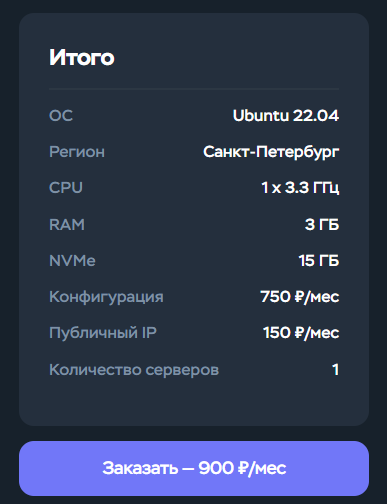 Итого
ОС Ubuntu 22.04
Регион Санкт-Петербург
CPU 1 x 3.3 ГГц
RAM 3 ГБ
NVMe 15 ГБ
Конфигурация 750 ₽/мес
Публичный IP 150 ₽/мес
Количество серверов 1
Заказать — 900 ₽/мес